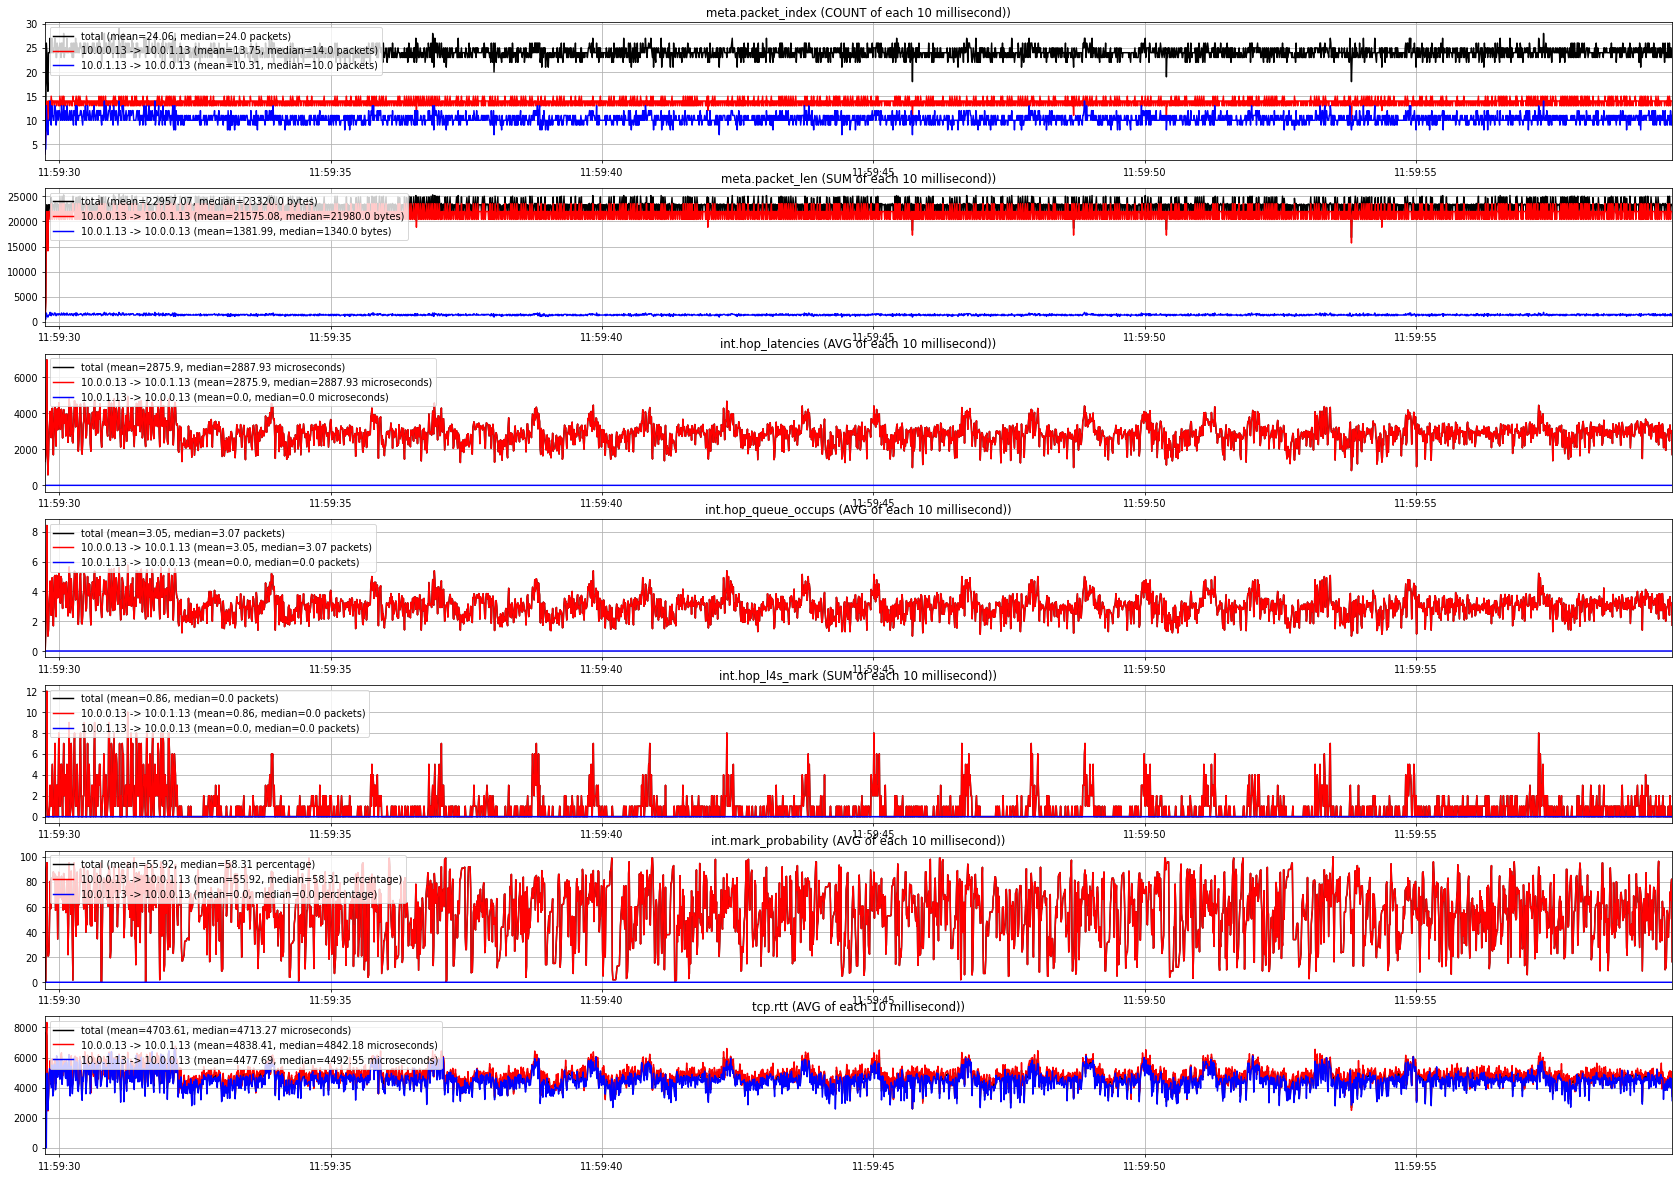 meta.packet_index (COUNT of each 10 millisecond))
30
25
20
15
10
5
total (mean=24.06, median=24.0 packets)
10.0.0.13 -> 10.0.1.13 (mean=13.75, median=14.0 packets)
10.0.1.13 -> 10.0.0.13 (mean=10.31, median=10.0 packets)
11:59:30 11:59:35 11:59:40 11:59:45 11:59:50 11:59:55
meta.packet_len (SUM of each 10 millisecond))
25000
20000
15000
10000
5000
0
total (mean=22957.07, median=23320.0 bytes)
10.0.0.13 -> 10.0.1.13 (mean=21575.08, median=21980.0 bytes)
10.0.1.13 -> 10.0.0.13 (mean=1381.99, median=1340.0 bytes)
11:59:30 11:59:35 11:59:40 11:59:45 11:59:50 11:59:55
int.hop_latencies (AVG of each 10 millisecond))
6000
4000
2000
0
total (mean=2875.9, median=2887.93 microseconds)
10.0.0.13 -> 10.0.1.13 (mean=2875.9, median=2887.93 microseconds)
10.0.1.13 -> 10.0.0.13 (mean=0.0, median=0.0 microseconds)
11:59:30 11:59:35 11:59:40 11:59:45 11:59:50 11:59:55
int.hop_queue_occups (AVG of each 10 millisecond))
8
6
4
2
0
total (mean=3.05, median=3.07 packets)
10.0.0.13 -> 10.0.1.13 (mean=3.05, median=3.07 packets)
10.0.1.13 -> 10.0.0.13 (mean=0.0, median=0.0 packets)
11:59:30 11:59:35 11:59:40 11:59:45 11:59:50 11:59:55
int.hop_l4s_mark (SUM of each 10 millisecond))
12
10
8
6
4
2
0
total (mean=0.86, median=0.0 packets)
10.0.0.13 -> 10.0.1.13 (mean=0.86, median=0.0 packets)
10.0.1.13 -> 10.0.0.13 (mean=0.0, median=0.0 packets)
11:59:30 11:59:35 11:59:40 11:59:45 11:59:50 11:59:55
int.mark_probability (AVG of each 10 millisecond))
100
80
60
40
20
0
total (mean=55.92, median=58.31 percentage)
10.0.0.13 -> 10.0.1.13 (mean=55.92, median=58.31 percentage)
10.0.1.13 -> 10.0.0.13 (mean=0.0, median=0.0 percentage)
11:59:30 11:59:35 11:59:40 11:59:45 11:59:50 11:59:55
tcp.rtt (AVG of each 10 millisecond))
8000
6000
4000
2000
0
total (mean=4703.61, median=4713.27 microseconds)
10.0.0.13 -> 10.0.1.13 (mean=4838.41, median=4842.18 microseconds)
10.0.1.13 -> 10.0.0.13 (mean=4477.69, median=4492.55 microseconds)
11:59:30 11:59:35 11:59:40 11:59:45 11:59:50 11:59:55